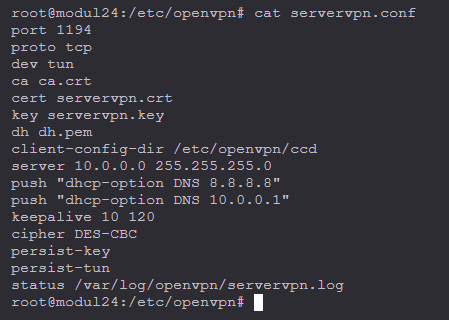 root@modul24:/etc/openvpn# cat servervpn.conf
port 1194
proto tcp
dev tun
ca ca.crt
cert servervpn.crt
key servervpn.key
dh dh.pem
client-config-dir /etc/openvpn/ccd
server 10.0.0.0 255.255.255.0
push "dhcp-option DNS 8.8.8.8"
push "dhcp-option DNS 10.0.0.1"
keepalive 10 120
cipher DES-CBC
persist-key
persist-tun
status /var/log/openvpn/servervpn.log
root@modul24:/etc/openvpn#